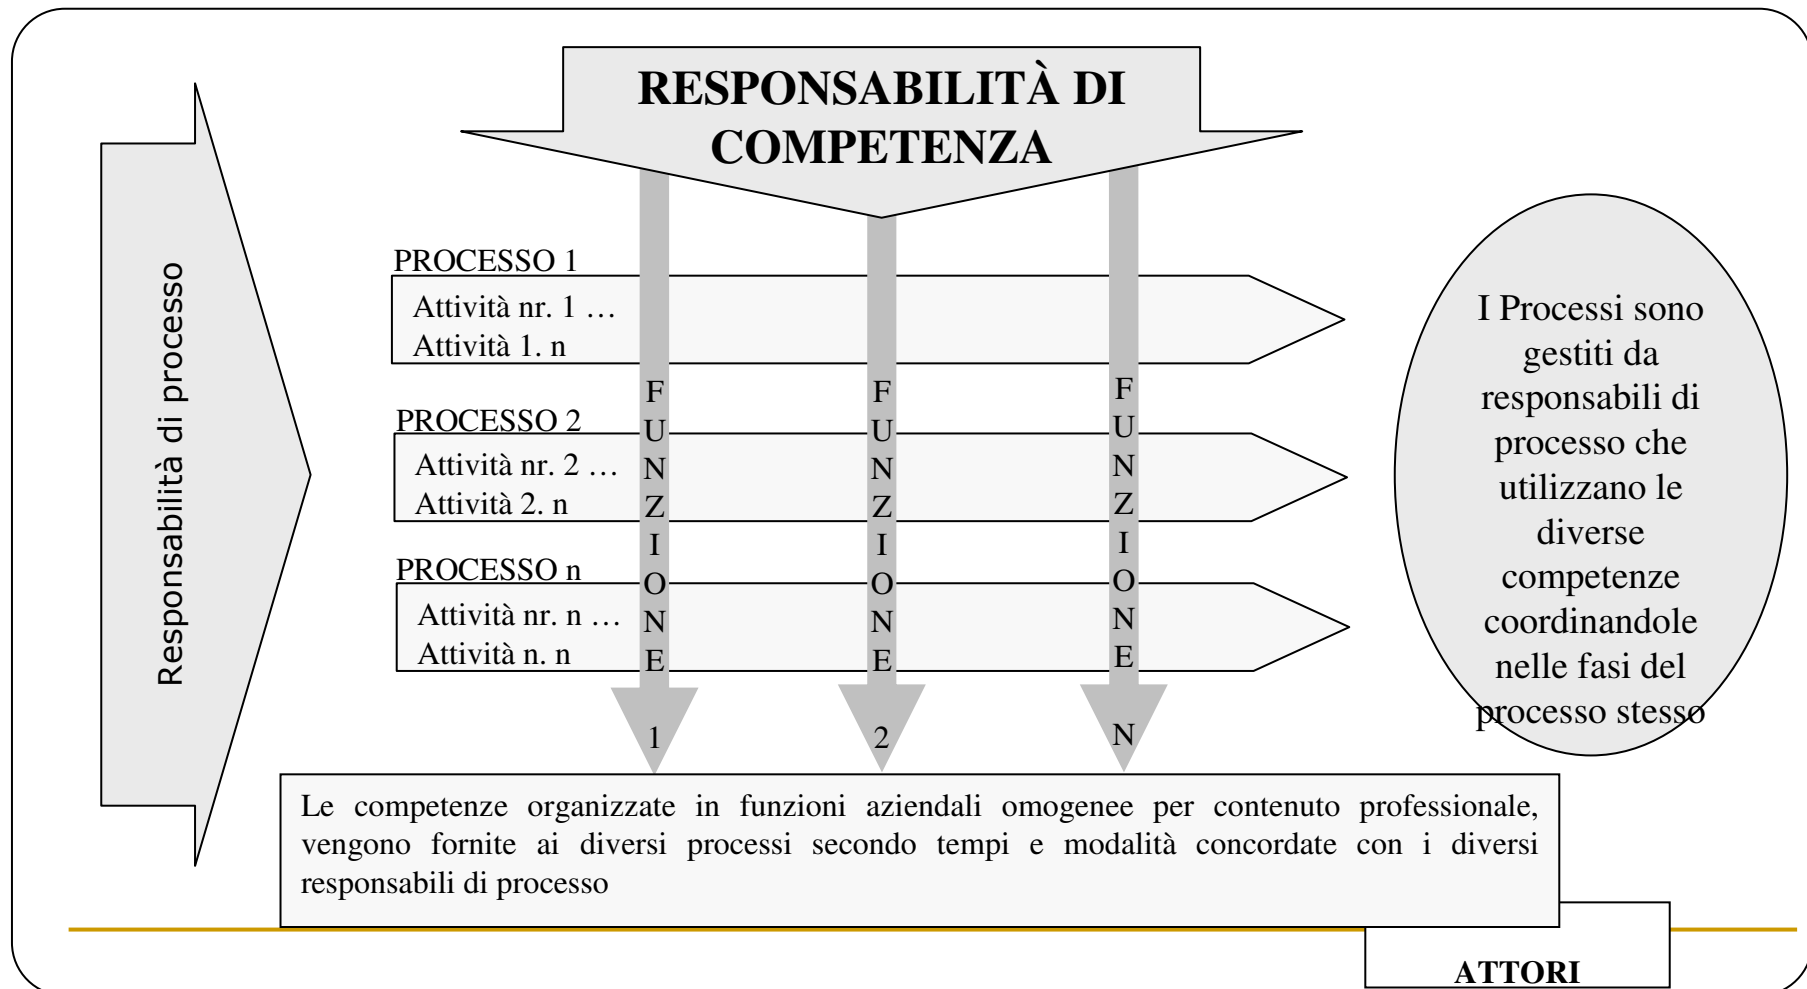 RESPONSABILITÀ DI
COMPETENZA
Responsabilità di processo
PROCESSO 1
Attività nr. 1 …
Attività 1. n
PROCESSO 2
Attività nr. 2 …
Attività 2. n
PROCESSO n
Attività nr. n …
Attività n. n
FUNZIONE 1
FUNZIONE 2
FUNZIONE N
I Processi sono
gestiti da
responsabili di
processo che
utilizzano le
diverse
competenze
coordinandole
nelle fasi del
processo stesso
Le competenze organizzate in funzioni aziendali omogenee per contenuto professionale,
vengono fornite ai diversi processi secondo tempi e modalità concordate con i diversi
responsabili di processo
ATTORI